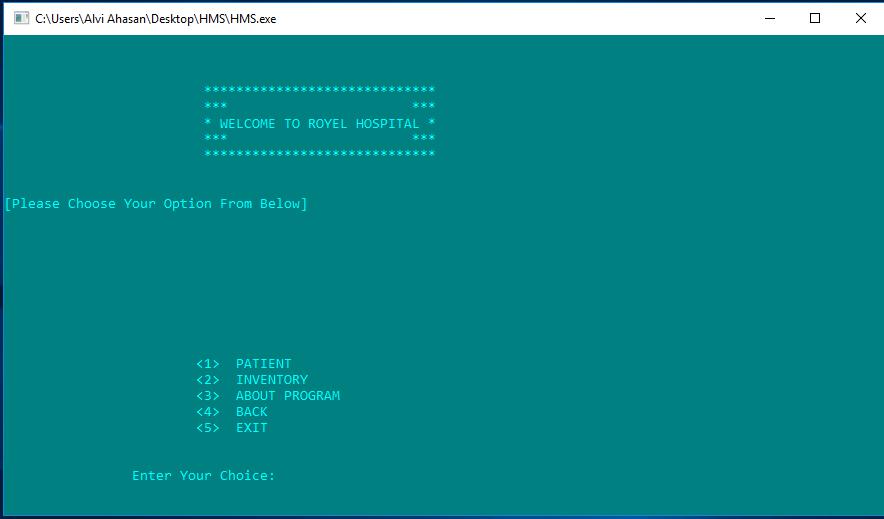 C:\Users\Alvi Ahasan\Desktop\HMS\HMS.exe
*****************************
*** ***
* WELCOME TO ROYEL HOSPITAL *
*** ***
*****************************
[Please Choose Your Option From Below]
<1> PATIENT
<2> INVENTORY
<3> ABOUT PROGRAM
<4> BACK
<5> EXIT
Enter Your Choice: